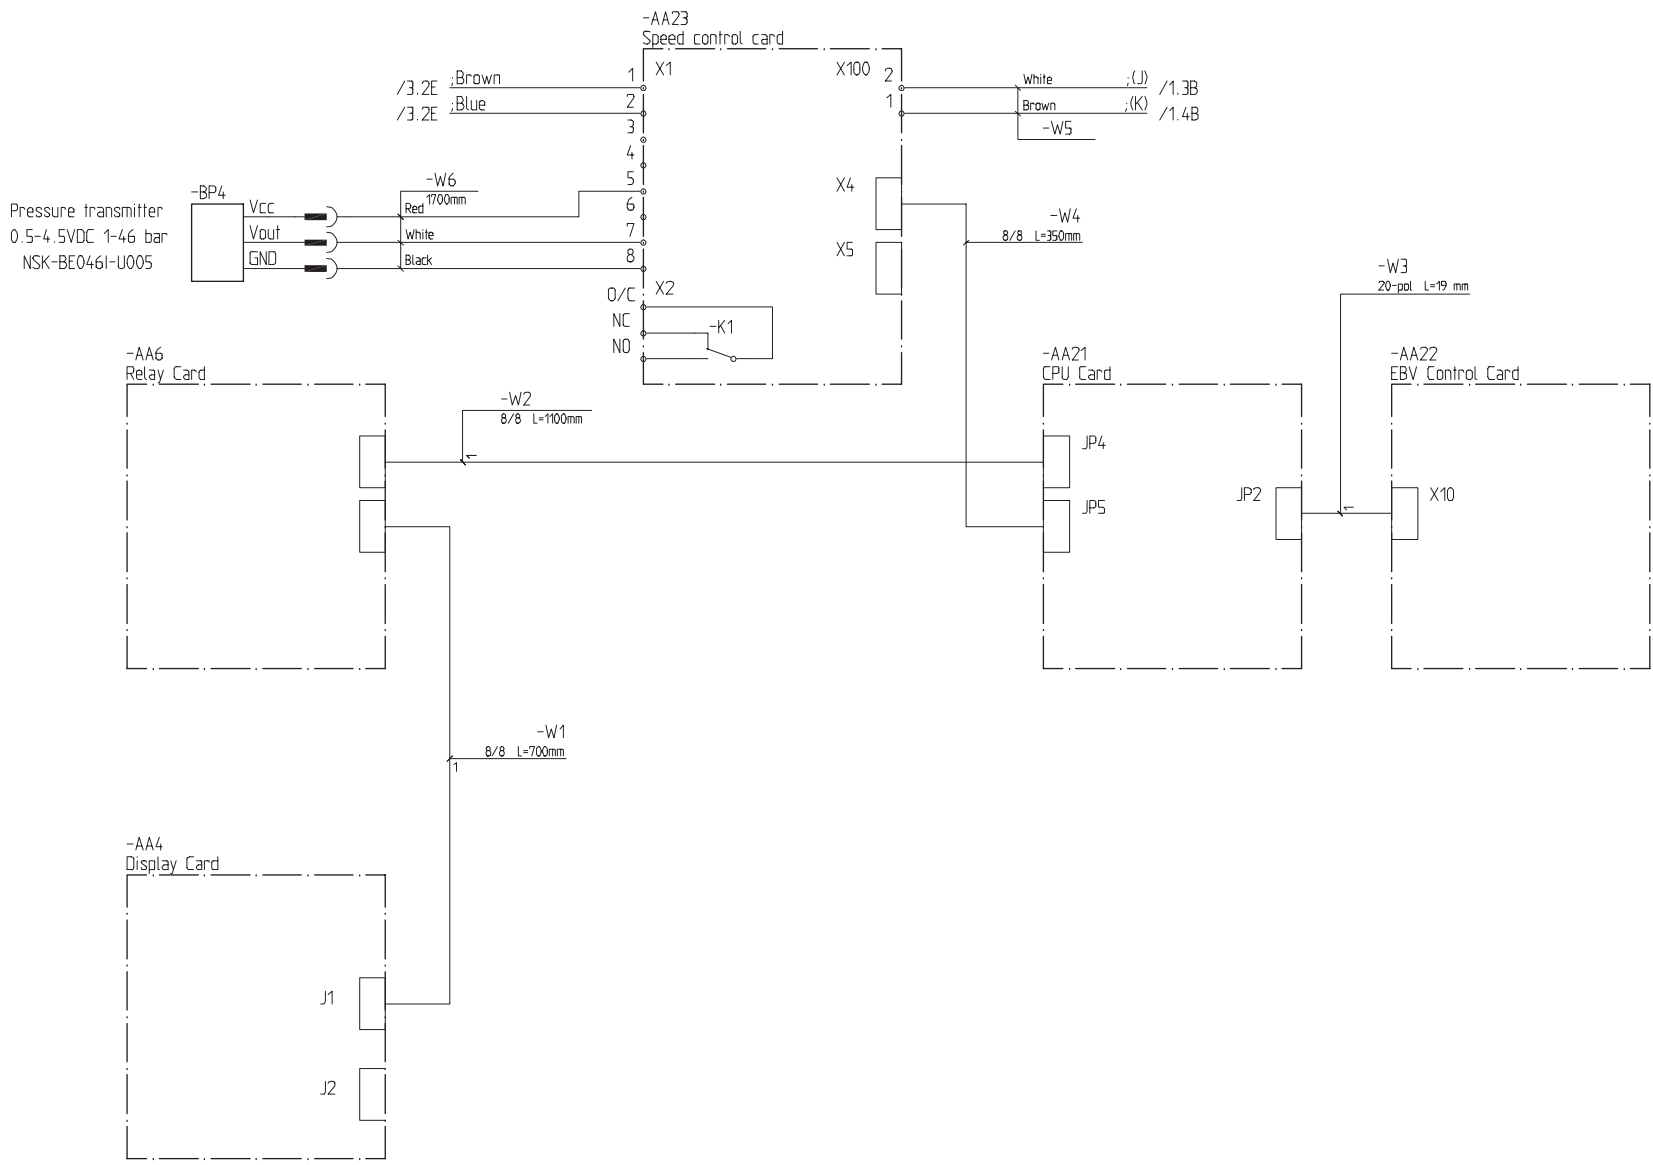 -AA23
Speed control card
/3.2E ;Brown 1 X1
/3.2E ;Blue 2
3
4
5
6
7
8
X100 2 White ;(J) /1.3B
1 Brown ;(K) /1.4B
-W5
X4
X5
-W4
8/8 L=350mm
-BP4
Pressure transmitter
0.5-4.5VDC 1-46 bar
NSK-BE046I-U005
Vcc
Vout
GND
-W6
1700mm
Red
White
Black
X2
O/C
NC
NO
-K1
-W3
20-pol L=19 mm
-AA6
Relay Card
-W2
8/8 L=1100mm
1
-AA21
CPU Card
JP4
JP5
JP2
1
-AA22
EBV Control Card
X10
-W1
8/8 L=700mm
1
-AA4
Display Card
J1
J2